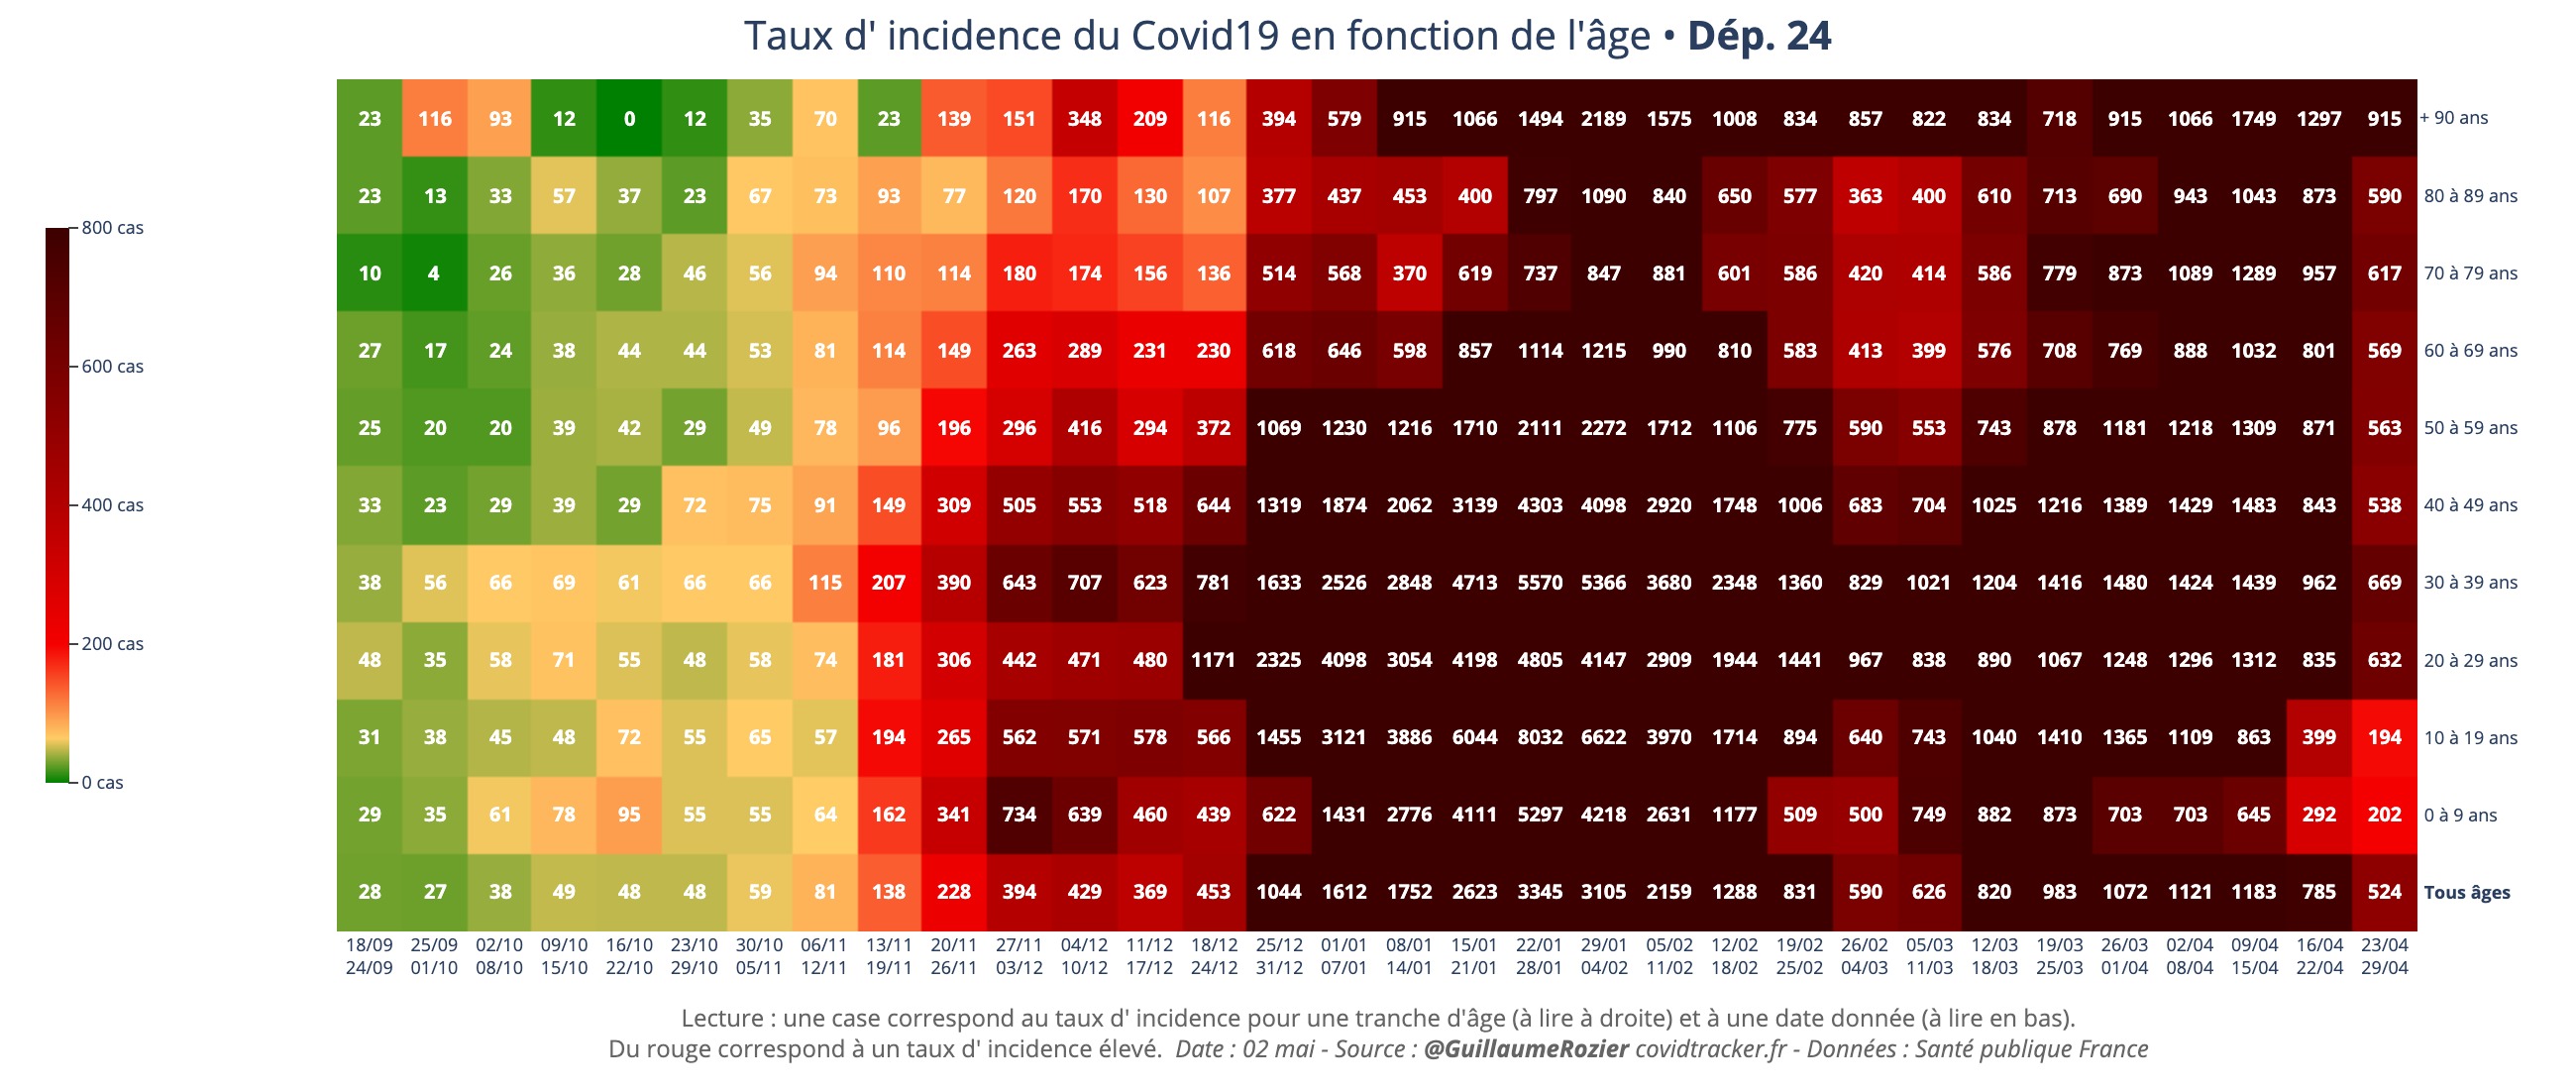 Taux d' incidence du Covid19 en fonction de l'âge • Dép. 24
800 cas
600 cas
400 cas
200 cas
0 cas
23 116 93 12 0 12 35 70 23 139 151 348 209 116 394 579 915 1066 1494 2189 1575 1008 834 857 822 834 718 915 1066 1749 1297 915 + 90 ans
23 13 33 57 37 23 67 73 93 77 120 170 130 107 377 437 453 400 797 1090 840 650 577 363 400 610 713 690 943 1043 873 590 80 à 89 ans
10 4 26 36 28 46 56 94 110 114 180 174 156 136 514 568 370 619 737 847 881 601 586 420 414 586 779 873 1089 1289 957 617 70 à 79 ans
27 17 24 38 44 44 53 81 114 149 263 289 231 230 618 646 598 857 1114 1215 990 810 583 413 399 576 708 769 888 1032 801 569 60 à 69 ans
25 20 20 39 42 29 49 78 96 196 296 416 294 372 1069 1230 1216 1710 2111 2272 1712 1106 775 590 553 743 878 1181 1218 1309 871 563 50 à 59 ans
33 23 29 39 29 72 75 91 149 309 505 553 518 644 1319 1874 2062 3139 4303 4098 2920 1748 1006 683 704 1025 1216 1389 1429 1483 843 538 40 à 49 ans
38 56 66 69 61 66 66 115 207 390 643 707 623 781 1633 2526 2848 4713 5570 5366 3680 2348 1360 829 1021 1204 1416 1480 1424 1439 962 669 30 à 39 ans
48 35 58 71 55 48 58 74 181 306 442 471 480 1171 2325 4098 3054 4198 4805 4147 2909 1944 1441 967 838 890 1067 1248 1296 1312 835 632 20 à 29 ans
31 38 45 48 72 55 65 57 194 265 562 571 578 566 1455 3121 3886 6044 8032 6622 3970 1714 894 640 743 1040 1410 1365 1109 863 399 194 10 à 19 ans
29 35 61 78 95 55 55 64 162 341 734 639 460 439 622 1431 2776 4111 5297 4218 2631 1177 509 500 749 882 873 703 703 645 292 202 0 à 9 ans
28 27 38 49 48 48 59 81 138 228 394 429 369 453 1044 1612 1752 2623 3345 3105 2159 1288 831 590 626 820 983 1072 1121 1183 785 524 Tous âges
18/09 25/09 02/10 09/10 16/10 23/10 30/10 06/11 13/11 20/11 27/11 04/12 11/12 18/12 25/12 01/01 08/01 15/01 22/01 29/01 05/02 12/02 19/02 26/02 05/03 12/03 19/03 26/03 02/04 09/04 16/04 23/04
24/09 01/10 08/10 15/10 22/10 29/10 05/11 12/11 19/11 26/11 03/12 10/12 17/12 24/12 31/12 07/01 14/01 21/01 28/01 04/02 11/02 18/02 25/02 04/03 11/03 18/03 25/03 01/04 08/04 15/04 22/04 29/04
Lecture : une case correspond au taux d' incidence pour une tranche d'âge (à lire à droite) et à une date donnée (à lire en bas).
Du rouge correspond à un taux d' incidence élevé. Date : 02 mai - Source : @GuillaumeRozier covidtracker.fr - Données : Santé publique France